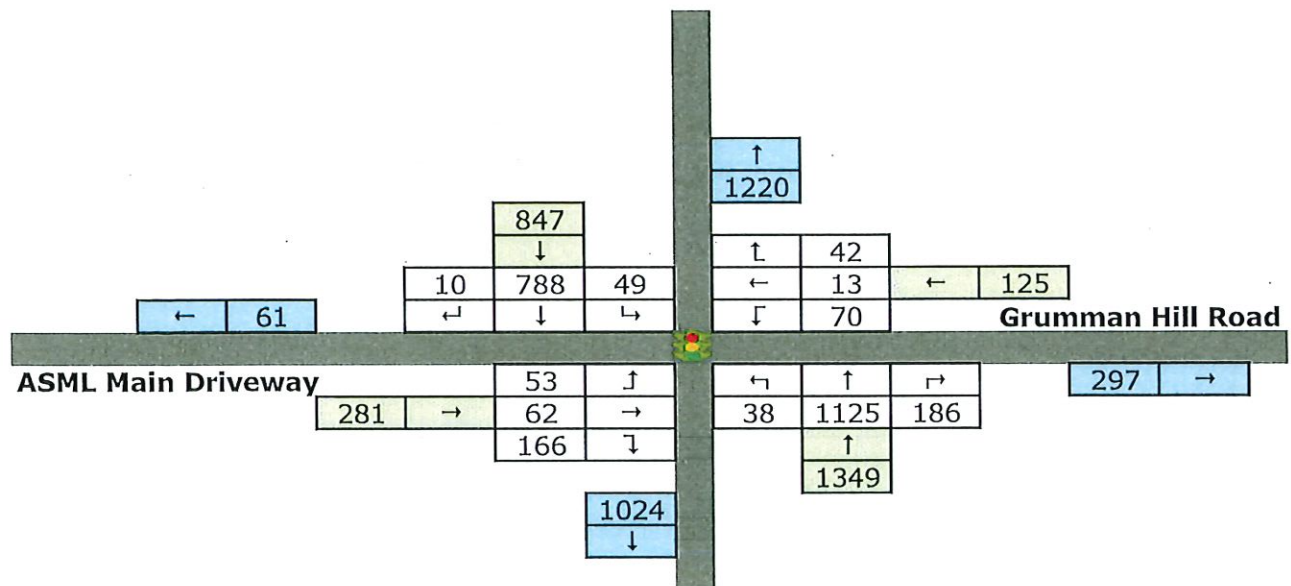 ↑
1220
847
↓
↑ 42
10 788 49
← 13 ← 125
↵ ↓ ↳
← 61
↓ 70
Grumman Hill Road
ASML Main Driveway
53 ↑
↰ ↑ ↱
297 →
281 → 62 →
38 1125 186
166 ↴
↑
1349
1024
↓